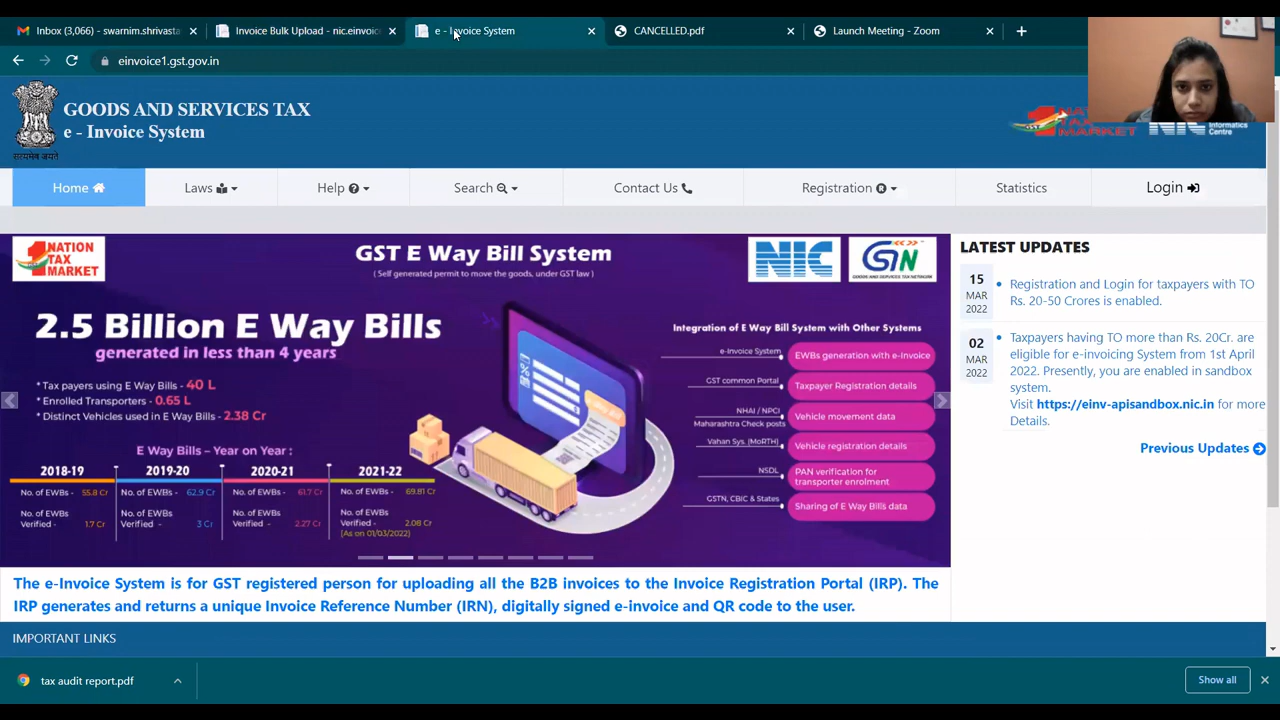 Inbox (3,066) - swarnim.shrivasta
Invoice Bulk Upload - nic.einvoic
e - Invoice System
CANCELLED.pdf
Launch Meeting - Zoom
einvoice1.gst.gov.in
सत्यमेव जयते
GOODS AND SERVICES TAX
e - Invoice System
NATION
TAX
MARKET
Informatics
Centre
Home
Laws
Help
Search
Contact Us
Registration
Statistics
Login
1 NATION
TAX
MARKET
GST E Way Bill System
( Self generated permit to move the goods, under GST law )
NIC
GSTN
GOODS AND SERVICES TAX NETWORK
2.5 Billion E Way Bills
generated in less than 4 years
* Tax payers using E Way Bills - 40 L
* Enrolled Transporters - 0.65 L
* Distinct Vehicles used in E Way Bills - 2.38 Cr
E Way Bills – Year on Year :
2018-19 2019-20 2020-21 2021-22
No. of EWBs - 55.8 Cr No. of EWBs - 62.9 Cr No. of EWBs - 61.7 Cr No. of EWBs - 69.81 Cr
No. of EWBs Verified - 1.7 Cr
No. of EWBs Verified - 3 Cr
No. of EWBs Verified - 2.27 Cr
No. of EWBs Verified - 2.08 Cr
(As on 01/03/2022)
Integration of E Way Bill System with Other Systems
e-Invoice System EWBs generation with e-Invoice
GST common Portal Taxpayer Registration details
NHAI / NPCI
Maharashtra Check posts Vehicle movement data
Vahan Sys. (MoRTH) Vehicle registration details
NSDL PAN verification for
transporter enrolment
GSTN, CBIC & States Sharing of E Way Bills data
LATEST UPDATES
15
MAR
2022
Registration and Login for taxpayers with TO
Rs. 20-50 Crores is enabled.
02
MAR
2022
Taxpayers having TO more than Rs. 20Cr. are
eligible for e-invoicing System from 1st April
2022. Presently, you are enabled in sandbox
system.
Visit https://einv-apisandbox.nic.in for more
Details.
Previous Updates
The e-Invoice System is for GST registered person for uploading all the B2B invoices to the Invoice Registration Portal (IRP). The
IRP generates and returns a unique Invoice Reference Number (IRN), digitally signed e-invoice and QR code to the user.
IMPORTANT LINKS
tax audit report.pdf
Show all